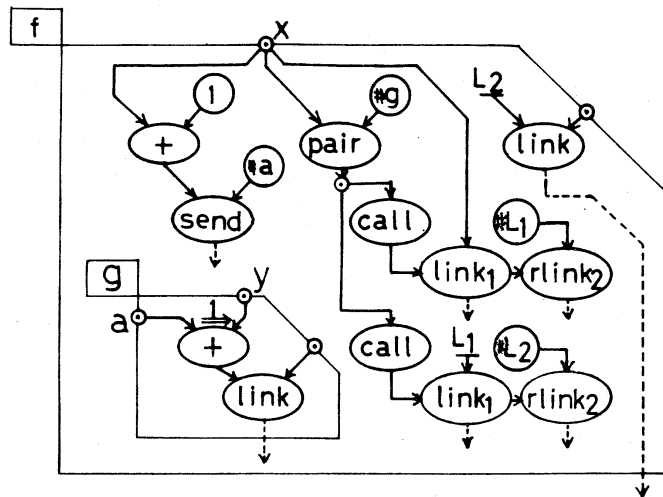 f
x
1
#g
L2
+
pair
link
#a
send
call
#L1
g
y
link1
rlink2
a
1
+
call
L1
#L2
link
link1
rlink2